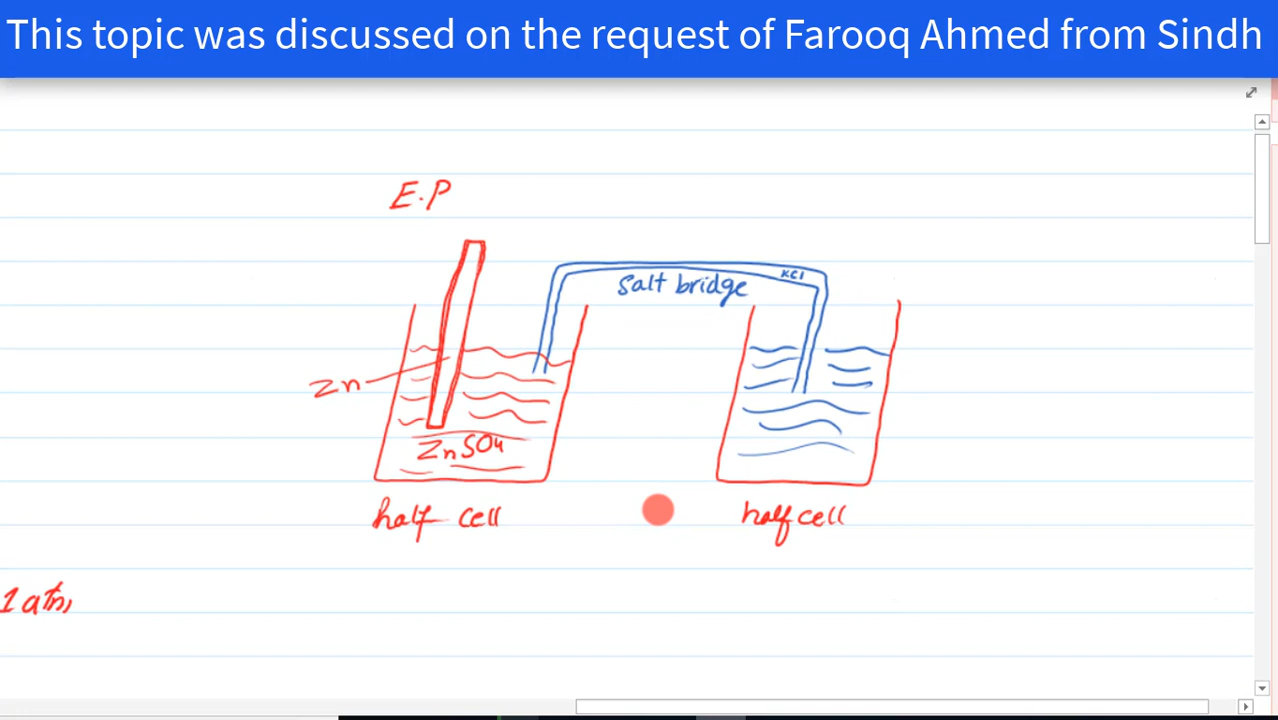 This topic was discussed on the request of Farooq Ahmed from Sindh
E.P
KCl
Salt bridge
Zn
ZnSO4
half cell
half cell
1 atm,